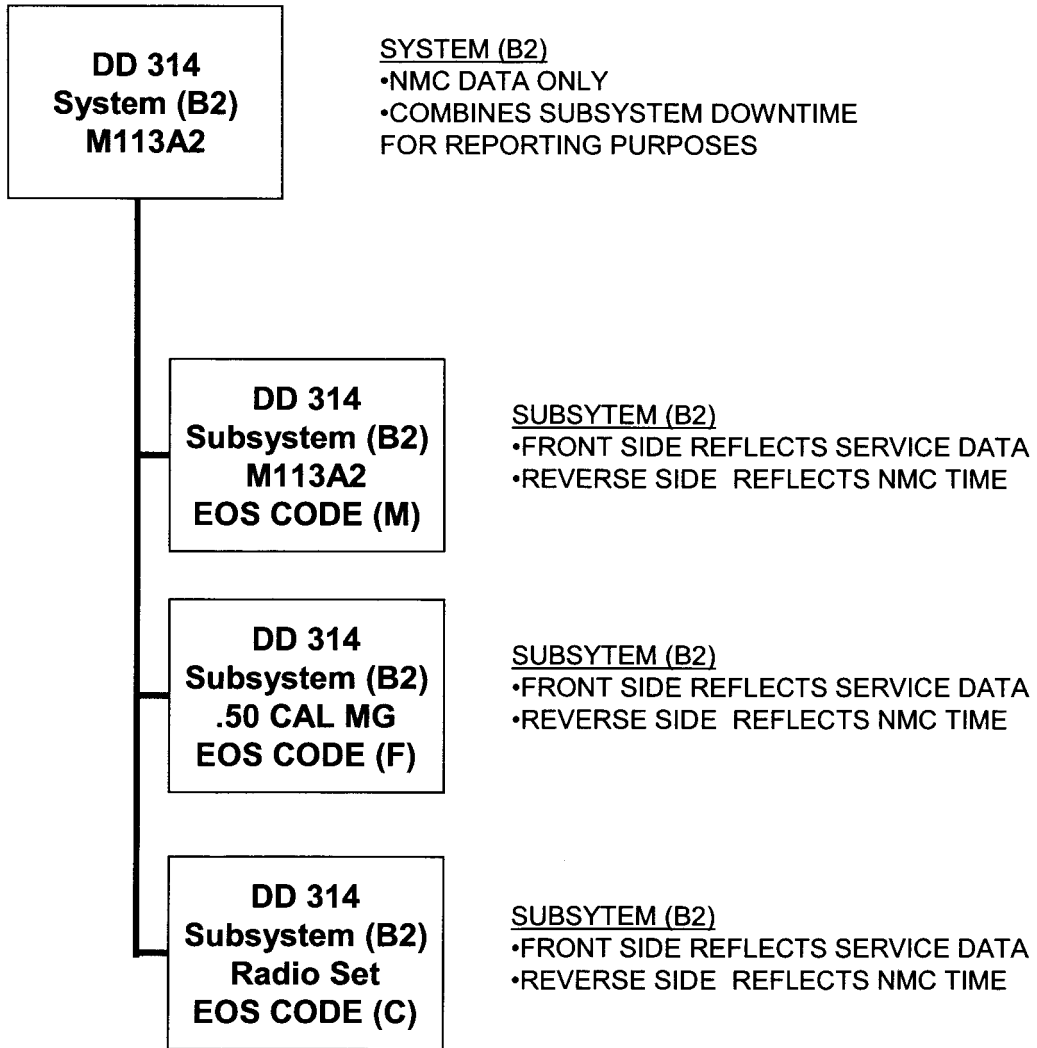 DD 314
System (B2)
M113A2
SYSTEM (B2)
•NMC DATA ONLY
•COMBINES SUBSYSTEM DOWNTIME
FOR REPORTING PURPOSES
DD 314
Subsystem (B2)
M113A2
EOS CODE (M)
SUBSYTEM (B2)
•FRONT SIDE REFLECTS SERVICE DATA
•REVERSE SIDE REFLECTS NMC TIME
DD 314
Subsystem (B2)
.50 CAL MG
EOS CODE (F)
SUBSYTEM (B2)
•FRONT SIDE REFLECTS SERVICE DATA
•REVERSE SIDE REFLECTS NMC TIME
DD 314
Subsystem (B2)
Radio Set
EOS CODE (C)
SUBSYTEM (B2)
•FRONT SIDE REFLECTS SERVICE DATA
•REVERSE SIDE REFLECTS NMC TIME